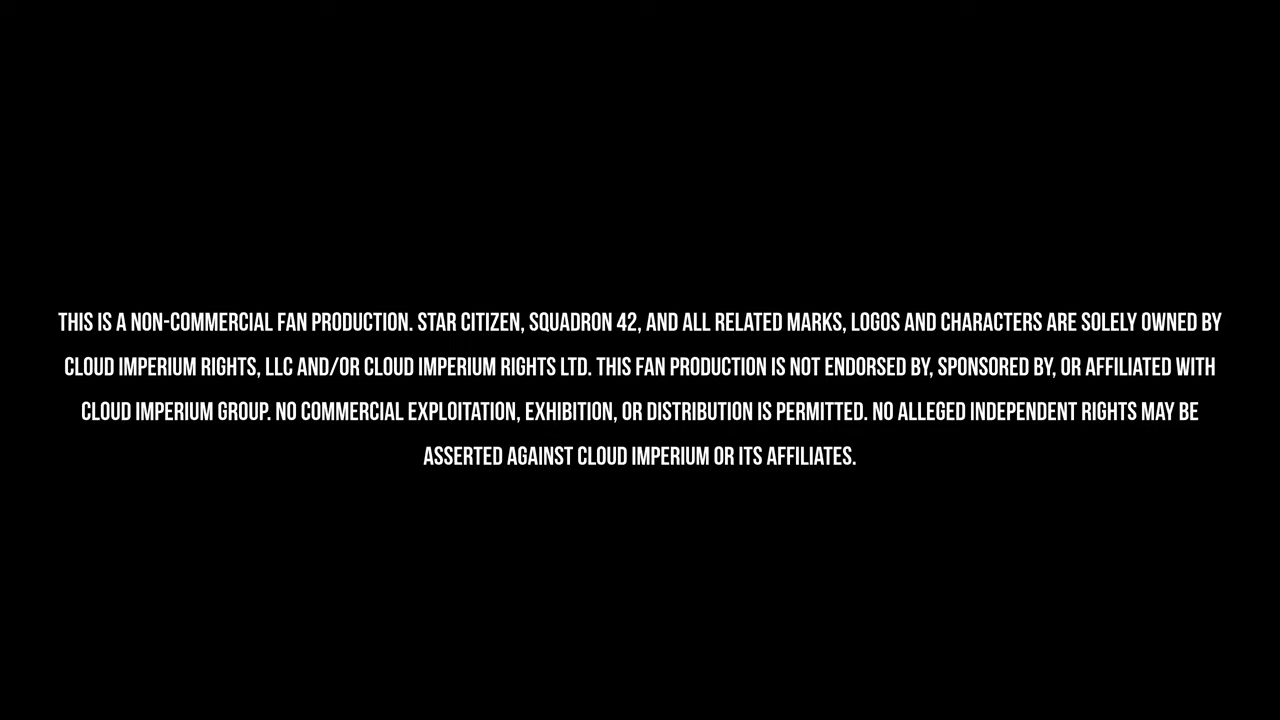 THIS IS A NON-COMMERCIAL FAN PRODUCTION. STAR CITIZEN, SQUADRON 42, AND ALL RELATED MARKS, LOGOS AND CHARACTERS ARE SOLELY OWNED BY
CLOUD IMPERIUM RIGHTS, LLC AND/OR CLOUD IMPERIUM RIGHTS LTD. THIS FAN PRODUCTION IS NOT ENDORSED BY, SPONSORED BY, OR AFFILIATED WITH
CLOUD IMPERIUM GROUP. NO COMMERCIAL EXPLOITATION, EXHIBITION, OR DISTRIBUTION IS PERMITTED. NO ALLEGED INDEPENDENT RIGHTS MAY BE
ASSERTED AGAINST CLOUD IMPERIUM OR ITS AFFILIATES.